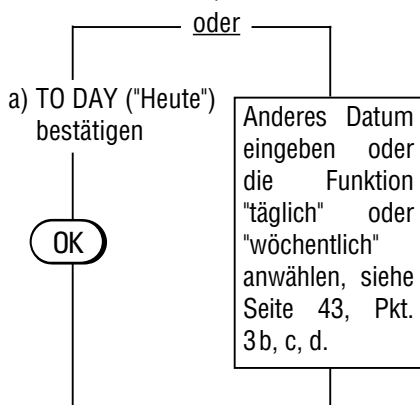 oder
a) TO DAY ("Heute")
bestätigen
OK
Anderes Datum
eingeben oder
die Funktion
"täglich" oder
"wöchentlich"
anwählen, siehe
Seite 43, Pkt.
3b, c, d.